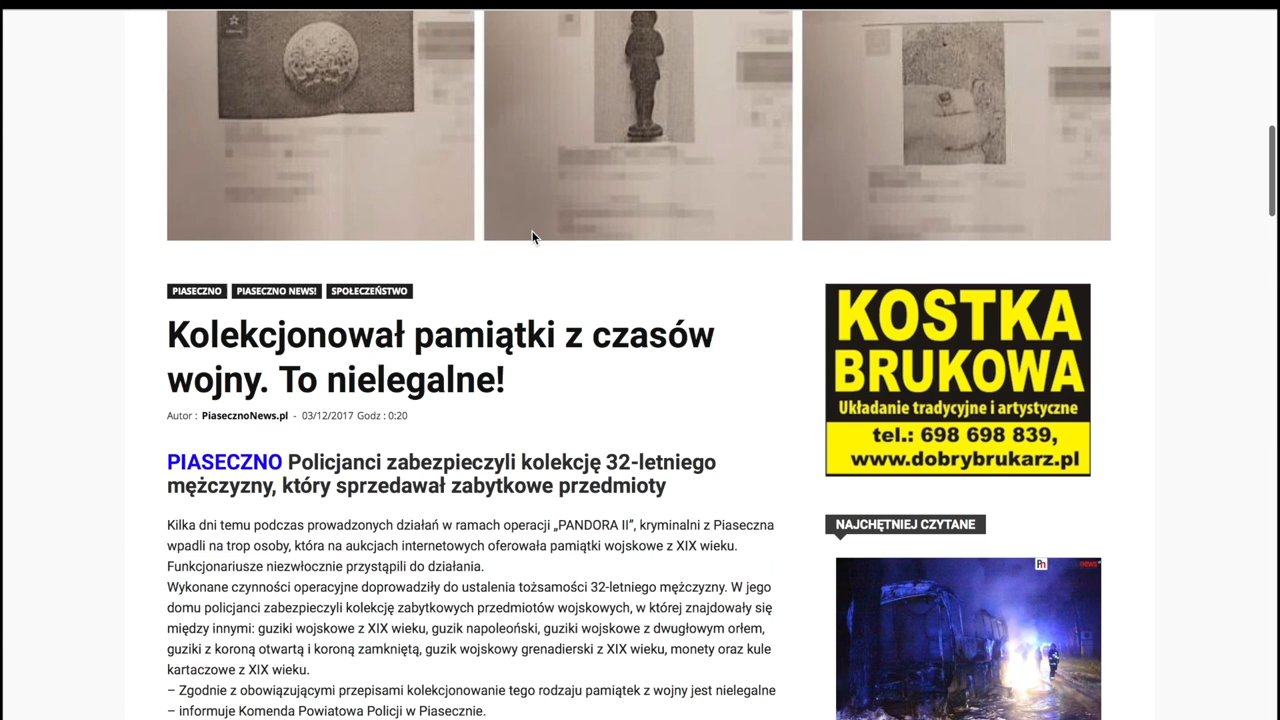 PIASECZNO PIASECZNO NEWS! SPOŁECZEŃSTWO
Kolekcjonował pamiątki z czasów
wojny. To nielegalne!
Autor : PiasecznoNews.pl - 03/12/2017 Godz : 0:20
PIASECZNO Policjanci zabezpieczyli kolekcję 32-letniego
mężczyzny, który sprzedawał zabytkowe przedmioty
Kilka dni temu podczas prowadzonych działań w ramach operacji „PANDORA II”, kryminalni z Piaseczna
wpadli na trop osoby, która na aukcjach internetowych oferowała pamiątki wojskowe z XIX wieku.
Funkcjonariusze niezwłocznie przystąpili do działania.
Wykonane czynności operacyjne doprowadziły do ustalenia tożsamości 32-letniego mężczyzny. W jego
domu policjanci zabezpieczyli kolekcję zabytkowych przedmiotów wojskowych, w której znajdowały się
między innymi: guziki wojskowe z XIX wieku, guzik napoleoński, guziki wojskowe z dwugłowym orłem,
guziki z koroną otwartą i koroną zamkniętą, guzik wojskowy grenadierski z XIX wieku, monety oraz kule
kartaczowe z XIX wieku.
– Zgodnie z obowiązującymi przepisami kolekcjonowanie tego rodzaju pamiątek z wojny jest nielegalne
– informuje Komenda Powiatowa Policji w Piasecznie.
KOSTKA
BRUKOWA
Układanie tradycyjne i artystyczne
tel.: 698 698 839,
www.dobrybrukarz.pl
NAJCHĘTNIEJ CZYTANE
Pn news